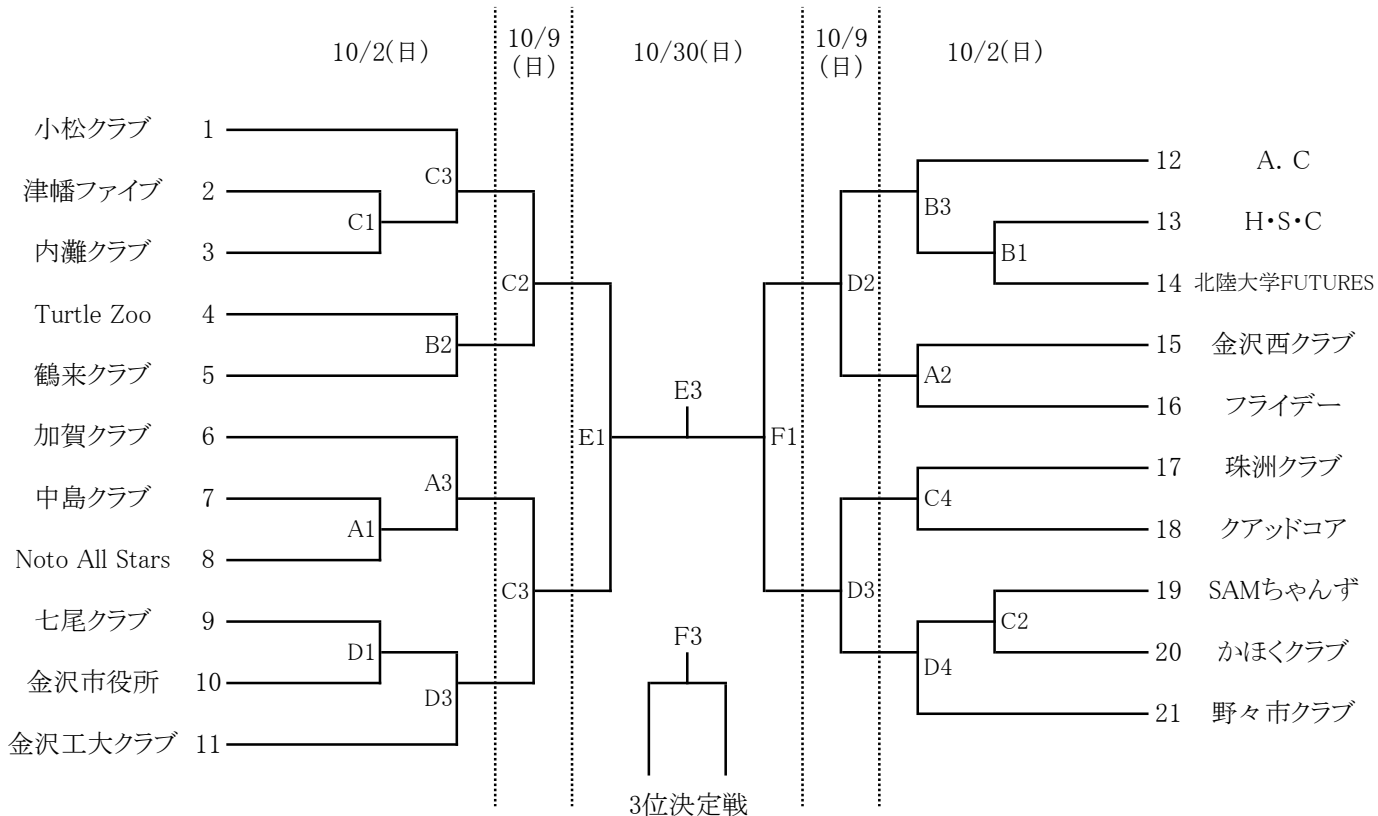 10/2(日)
10/9
(日)
10/30(日)
10/9
(日)
10/2(日)
小松クラブ 1
津幡ファイブ 2
内灘クラブ 3
Turtle Zoo 4
鶴来クラブ 5
加賀クラブ 6
中島クラブ 7
Noto All Stars 8
七尾クラブ 9
金沢市役所 10
金沢工大クラブ 11
C3
C1
B2
A3
A1
D1
D3
C2
C3
E1
E3
F1
F3
3位決定戦
D2
D3
B3
B1
A2
C4
C2
D4
12 A. C
13 H・S・C
14 北陸大学FUTURES
15 金沢西クラブ
16 フライデー
17 珠洲クラブ
18 クアッドコア
19 SAMちゃんず
20 かほくクラブ
21 野々市クラブ